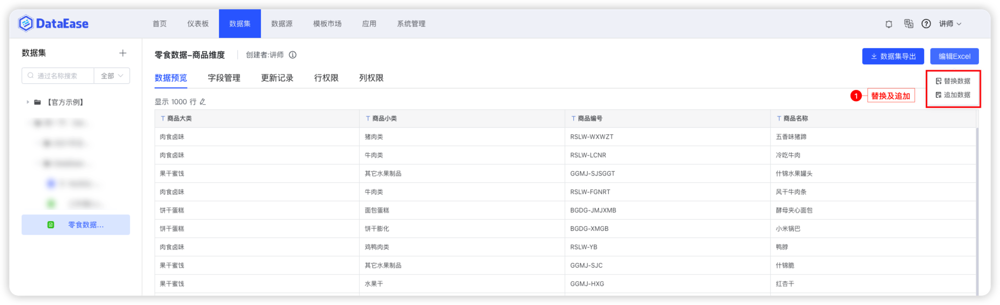 DataEase
首页 仪表板 数据集 数据源 模板市场 应用 系统管理 讲师
数据集
通过名称搜索 全部
【官方示例】
零食数据...
零食数据-商品维度 创建者:讲师
数据集导出 编辑Excel
数据预览 字段管理 更新记录 行权限 列权限
替换数据
追加数据
1 替换及追加
显示 1000 行
T 商品大类 T 商品小类 T 商品编号 T 商品名称
肉食卤味 猪肉类 RSLW-WXWZT 五香味猪蹄
肉食卤味 牛肉类 RSLW-LCNR 冷吃牛肉
果干蜜饯 其它水果制品 GGMJ-SJSGGT 什锦水果罐头
肉食卤味 牛肉类 RSLW-FGNRT 风干牛肉条
饼干蛋糕 面包蛋糕 BGDG-JMJXMB 酵母夹心面包
饼干蛋糕 饼干膨化 BGDG-XMGB 小米锅巴
肉食卤味 鸡鸭肉类 RSLW-YB 鸭脖
果干蜜饯 其它水果制品 GGMJ-SJC 什锦脆
果干蜜饯 水果干 GGMJ-HXG 红杏干